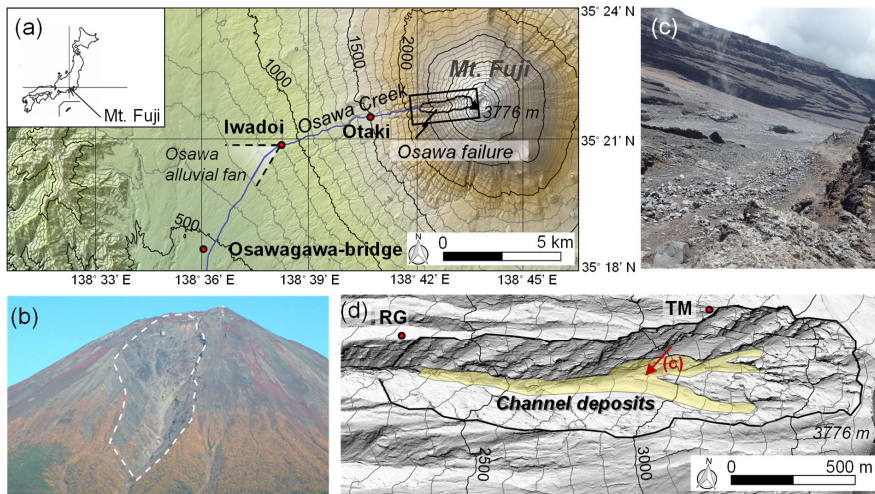 (a)
Mt. Fuji
1000
1500
2000
Mt. Fuji
3776 m
Osawa Creek
Iwadoi
Otaki
Osawa failure
Osawa
alluvial fan
500
Osawagawa-bridge
N
0 5 km
35° 24’ N
35° 21’ N
35° 18’ N
138° 33’ E
138° 36’ E
138° 39’ E
138° 42’ E
138° 45’ E
(c)
(b)
(d)
RG
TM
(c)
Channel deposits
2500
3000
3776 m
N
0 500 m